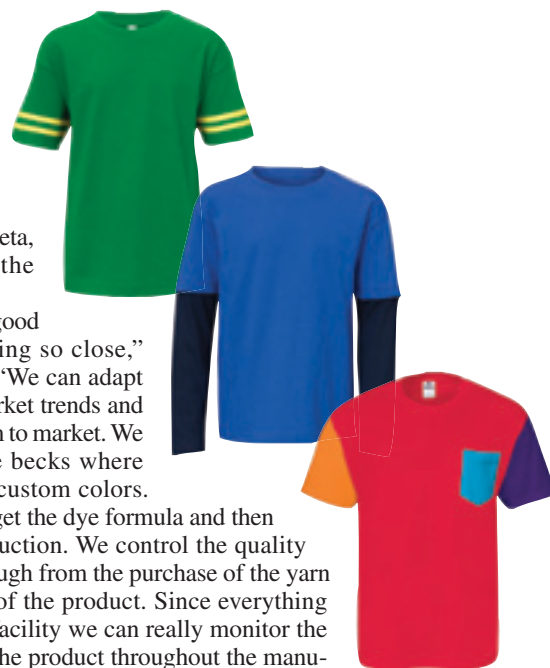 eta,
the
good
ing so close,”
“We can adapt
rket trends and
n to market. We
e becks where
custom colors.
get the dye formula and then
uction. We control the quality
ugh from the purchase of the yarn
of the product. Since everything
facility we can really monitor the
he product throughout the manu-